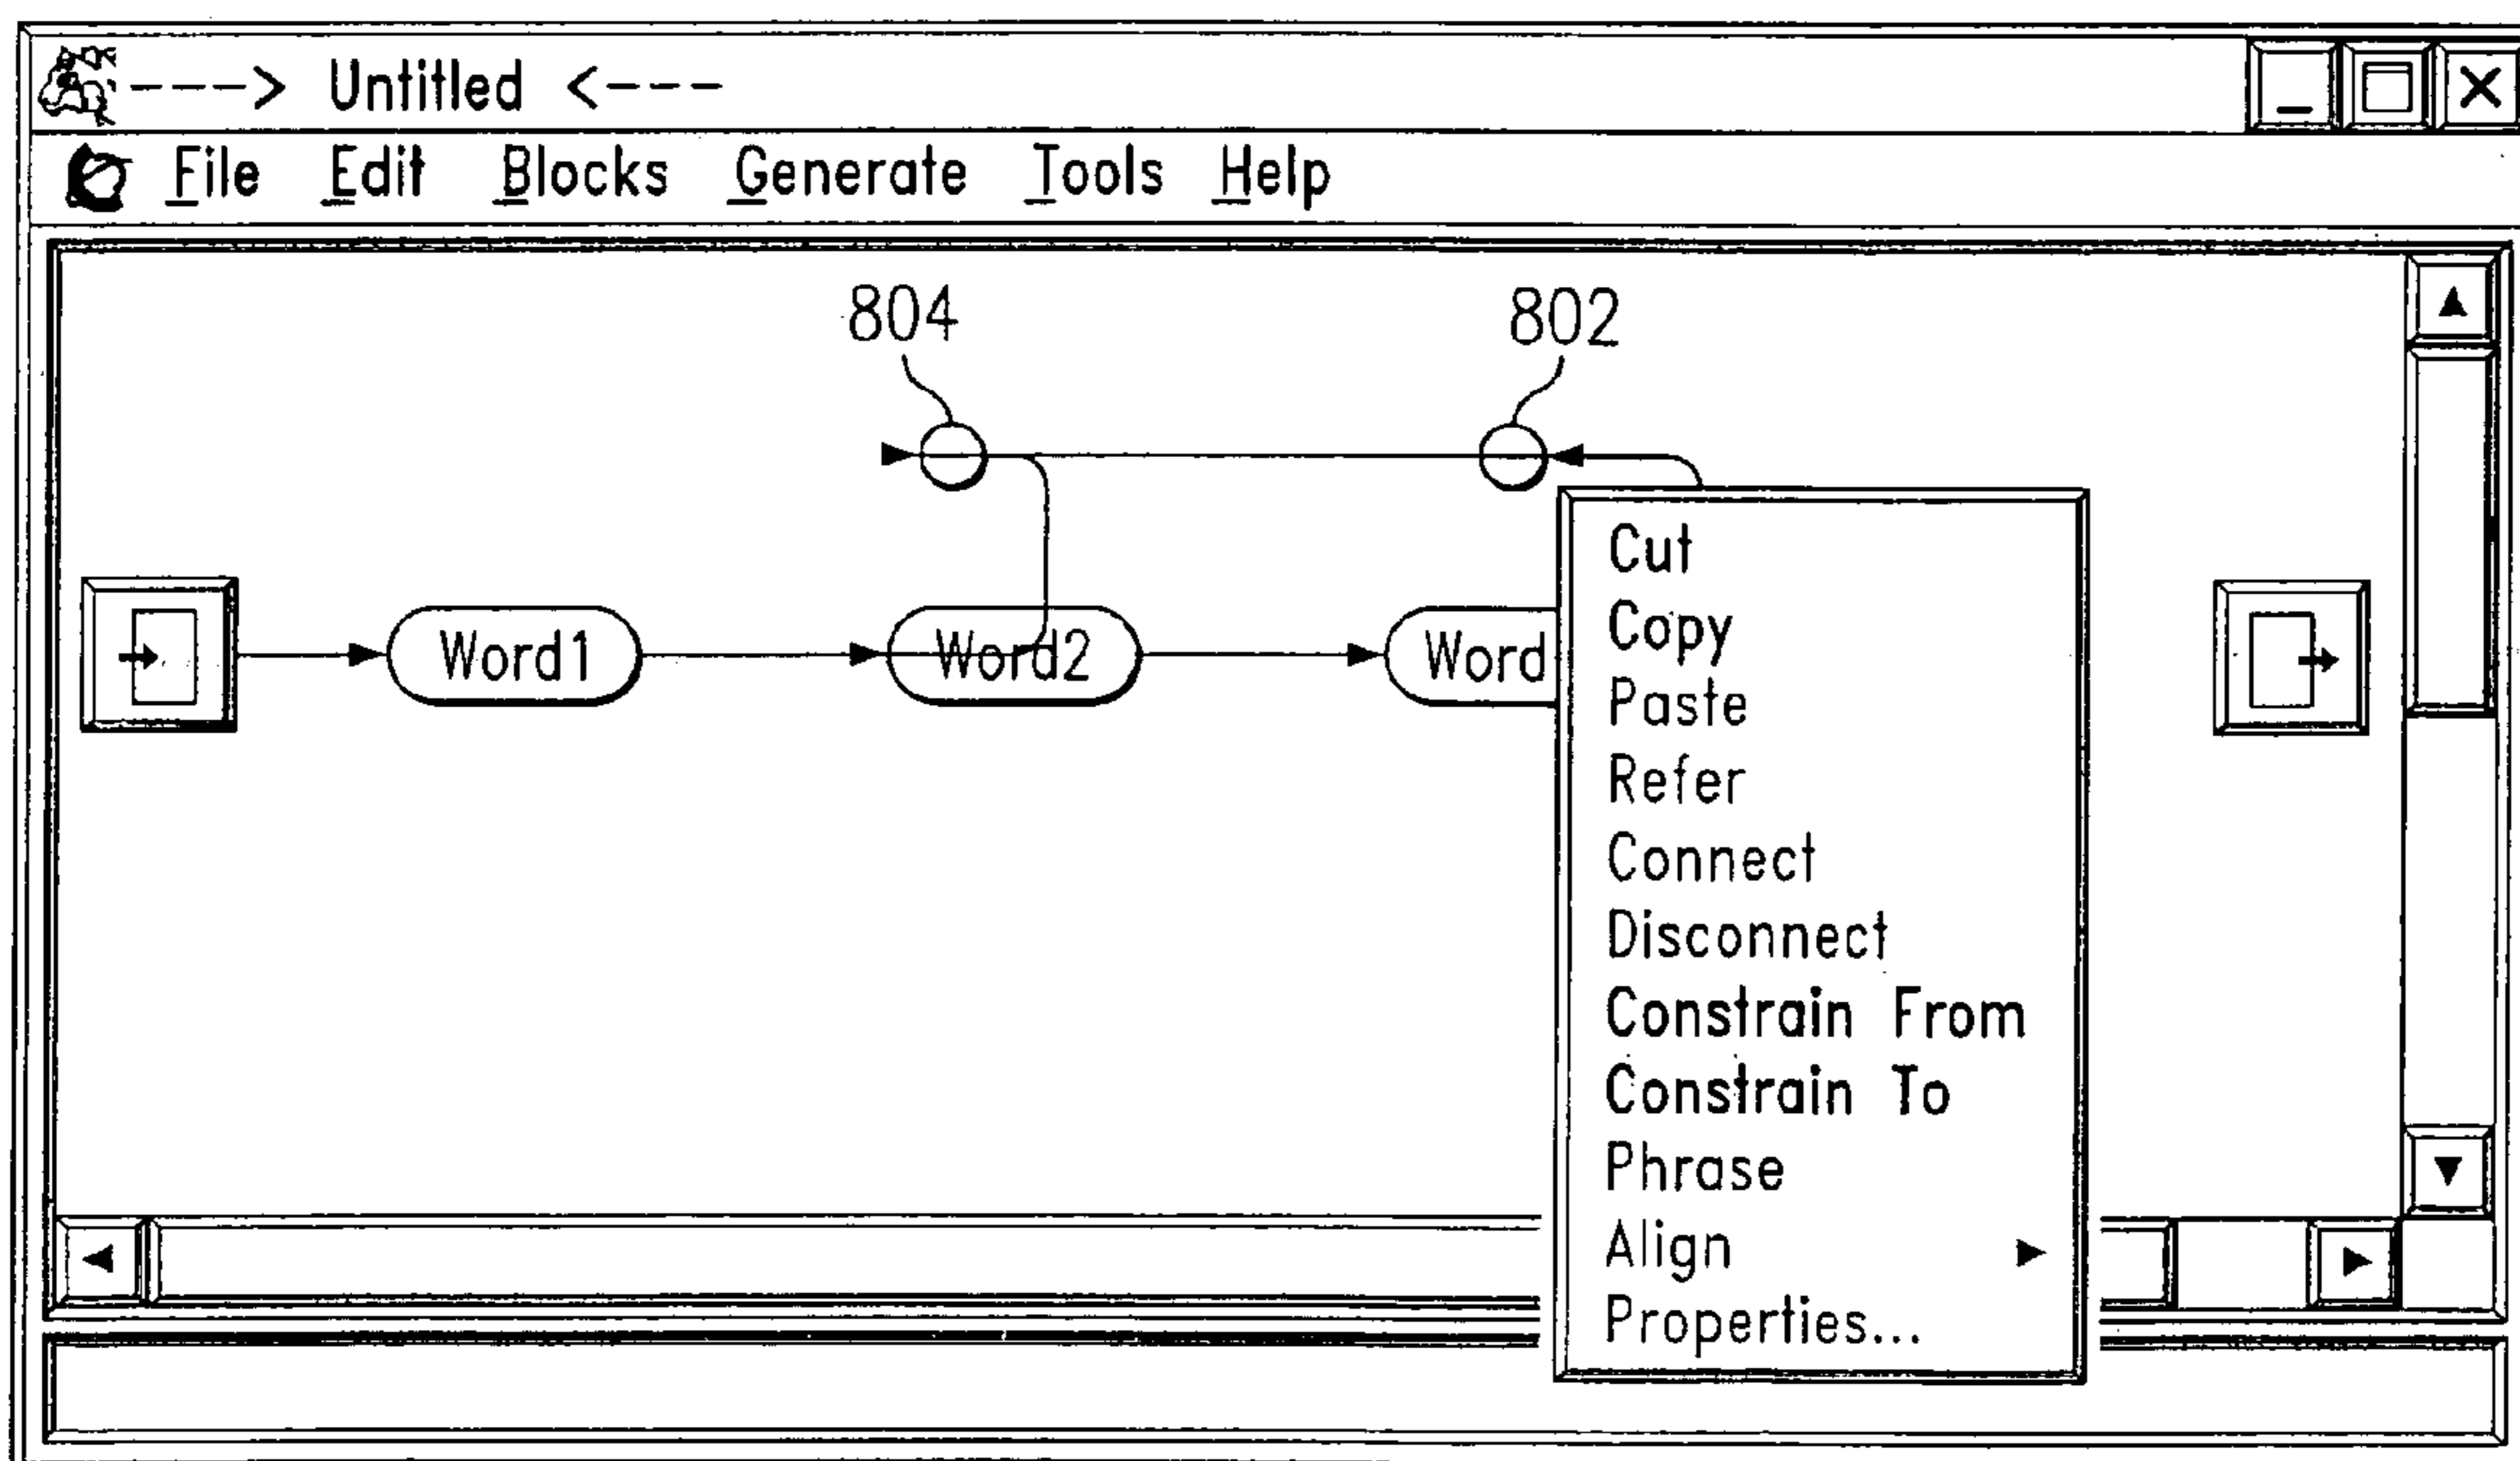 ----> Untitled <---
File Edit Blocks Generate Tools Help
804 802
Word1 Word2 Word
Cut
Copy
Paste
Refer
Connect
Disconnect
Constrain From
Constrain To
Phrase
Align
Properties...